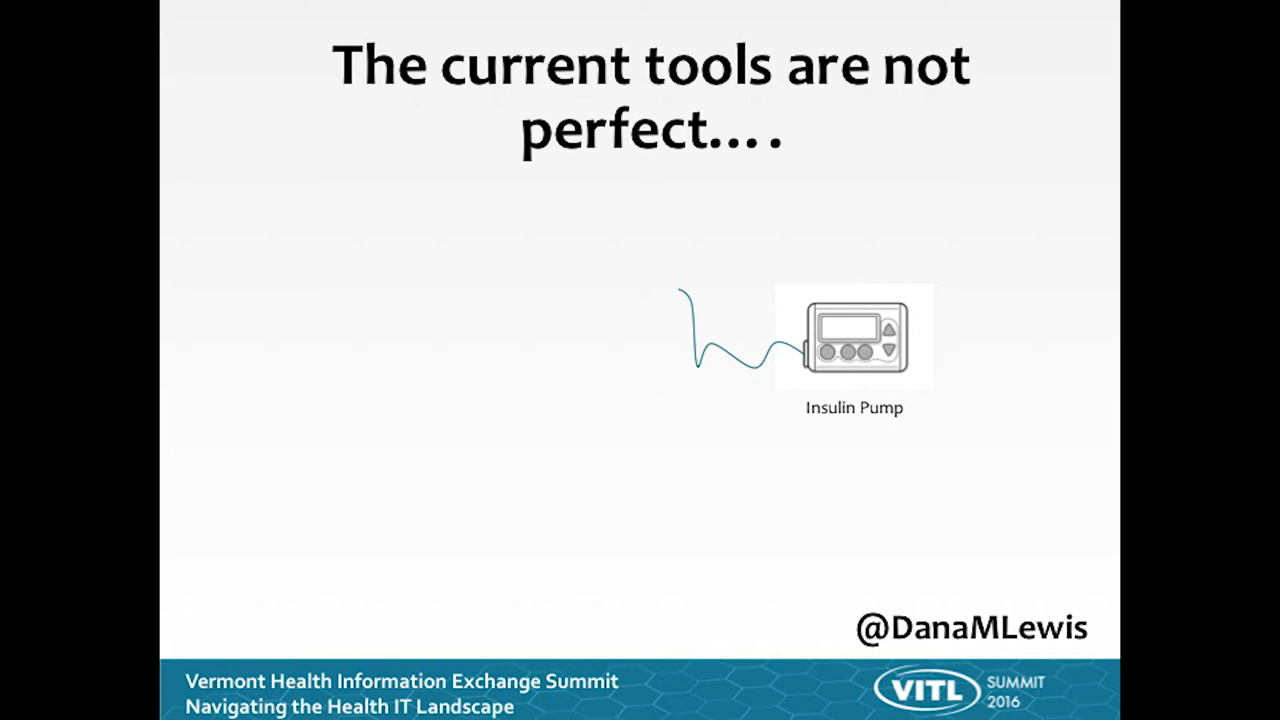 The current tools are not
perfect....
Insulin Pump
@DanaMLewis
Vermont Health Information Exchange Summit
Navigating the Health IT Landscape
VITL
SUMMIT
2016